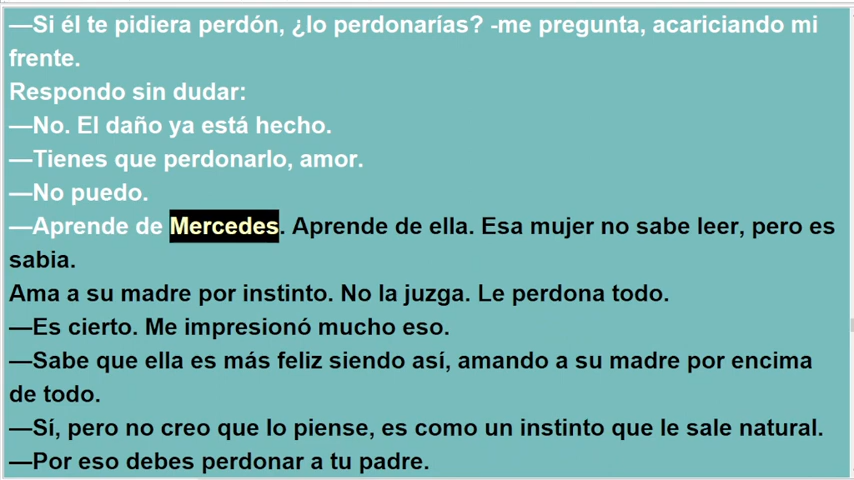 —Si él te pidiera perdón, ¿lo perdonarías? -me pregunta, acariciando mi
frente.
Respondo sin dudar:
—No. El daño ya está hecho.
—Tienes que perdonarlo, amor.
—No puedo.
—Aprende de Mercedes. Aprende de ella. Esa mujer no sabe leer, pero es
sabia.
Ama a su madre por instinto. No la juzga. Le perdona todo.
—Es cierto. Me impresionó mucho eso.
—Sabe que ella es más feliz siendo así, amando a su madre por encima
de todo.
—Sí, pero no creo que lo piense, es como un instinto que le sale natural.
—Por eso debes perdonar a tu padre.